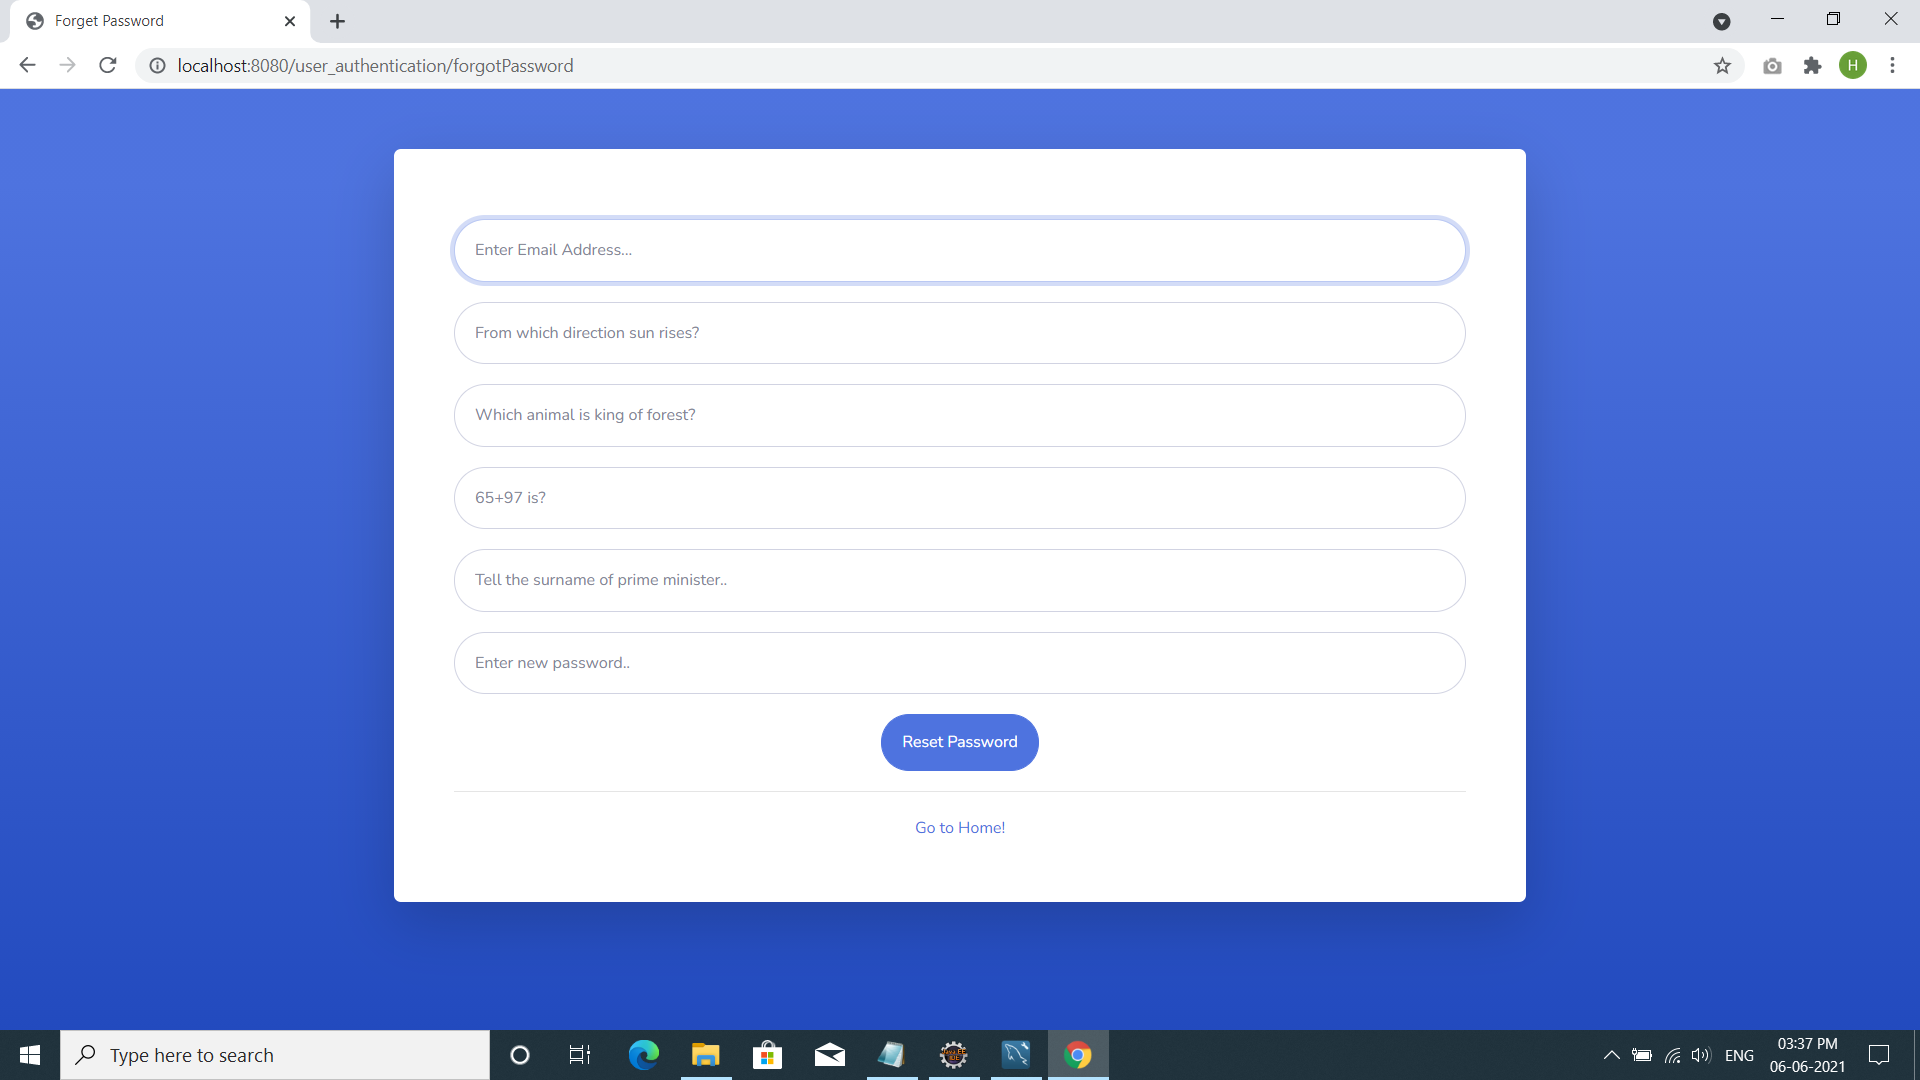 Forget Password
localhost:8080/user_authentication/forgotPassword
H
Enter Email Address...
From which direction sun rises?
Which animal is king of forest?
65+97 is?
Tell the surname of prime minister..
Enter new password..
Reset Password
Go to Home!
Type here to search
ENG
03:37 PM
06-06-2021